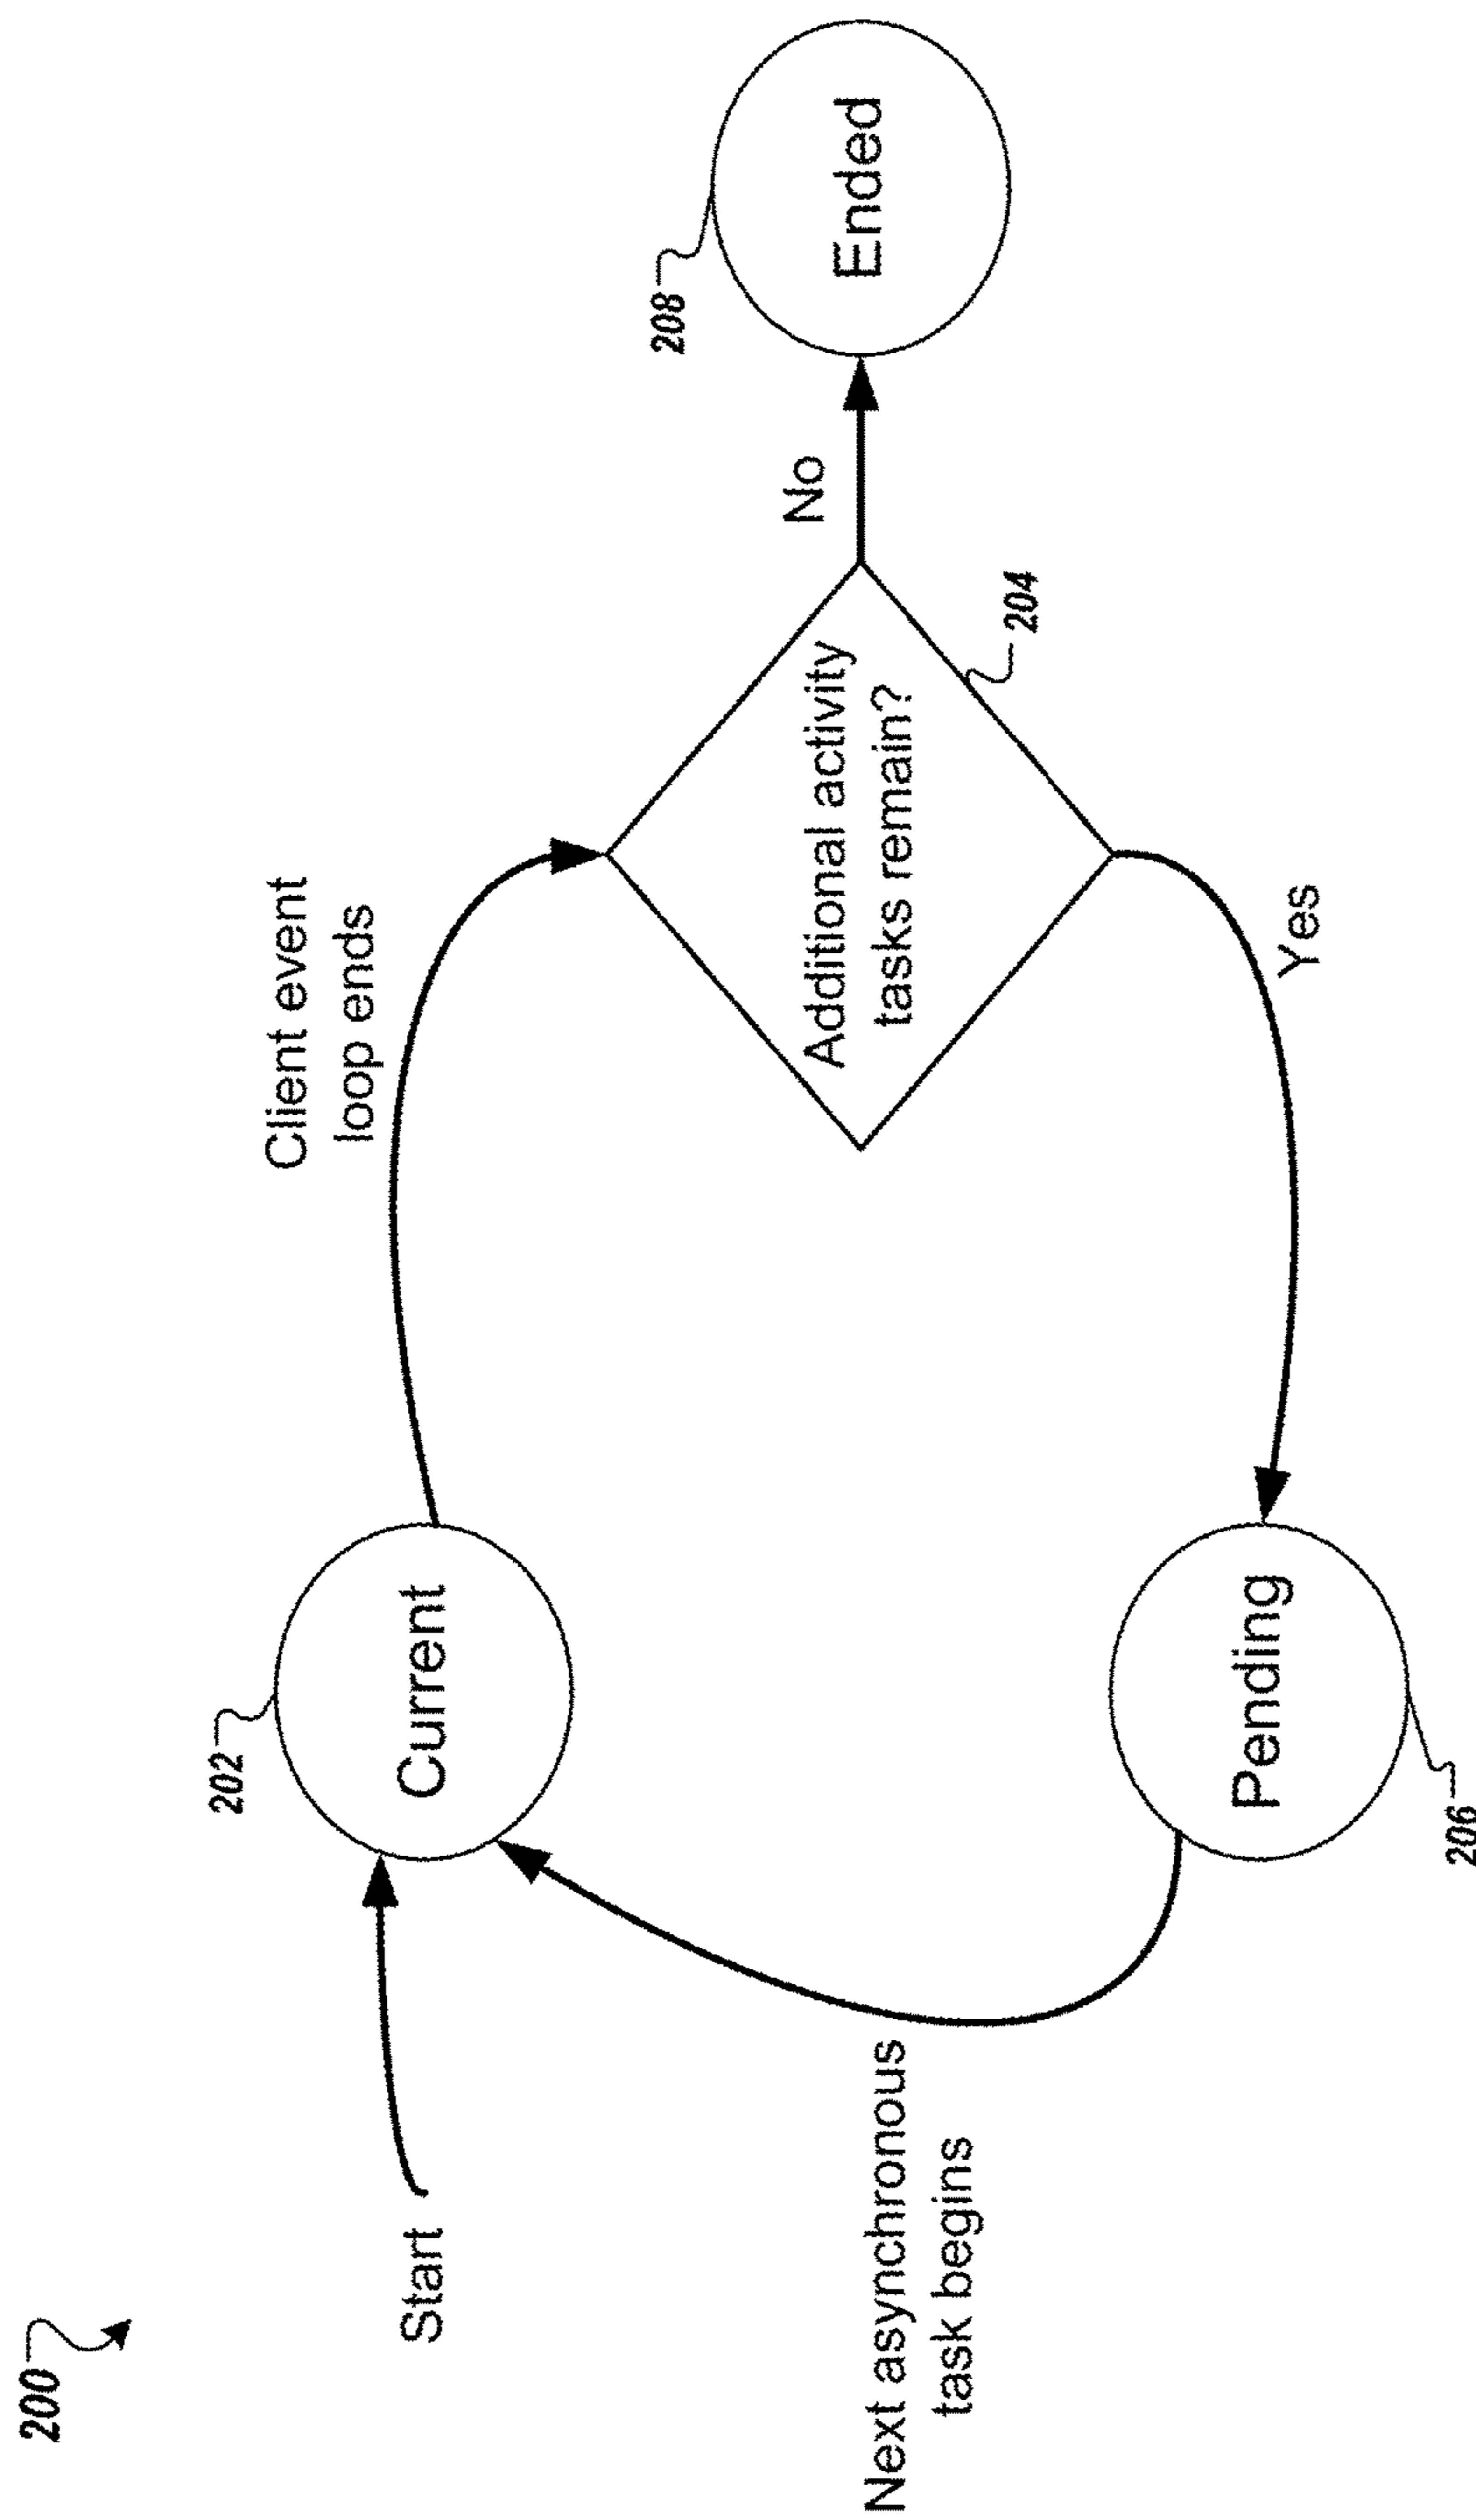 200
Start
202
Current
Client event
loop ends
Next asynchronous
task begins
206
Pending
Yes
Additional activity
tasks remain?
204
No
208
Ended